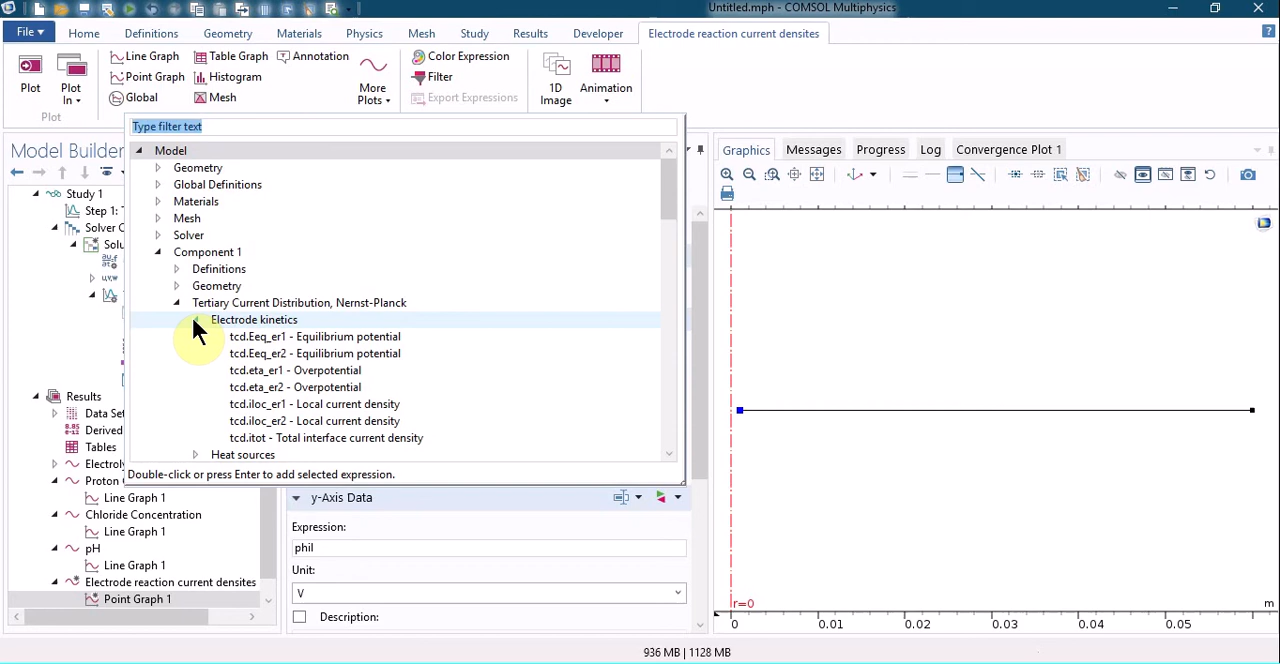 Untitled.mph - COMSOL Multiphysics
File
Home
Definitions
Geometry
Materials
Physics
Mesh
Study
Results
Developer
Electrode reaction current densites
?
Plot
Plot
In
Line Graph
Point Graph
Global
Table Graph
Histogram
Mesh
Annotation
More
Plots
Color Expression
Filter
Export Expressions
1D
Image
Animation
Plot
Type filter text
Model
Geometry
Global Definitions
Materials
Mesh
Solver
Component 1
Definitions
Geometry
Tertiary Current Distribution, Nernst-Planck
Electrode kinetics
tcd.Eeq_er1 - Equilibrium potential
tcd.Eeq_er2 - Equilibrium potential
tcd.eta_er1 - Overpotential
tcd.eta_er2 - Overpotential
tcd.iloc_er1 - Local current density
tcd.iloc_er2 - Local current density
tcd.itot - Total interface current density
Heat sources
Double-click or press Enter to add selected expression.
Model Builder
Study 1
Step 1:
Solver
Solu
Results
Data Set
Derived
Tables
Electroly
Proton
Line Graph 1
Chloride Concentration
Line Graph 1
pH
Line Graph 1
Electrode reaction current densites
Point Graph 1
y-Axis Data
Expression:
phil
Unit:
V
Description:
Graphics
Messages
Progress
Log
Convergence Plot 1
r=0
m
0
0.01
0.02
0.03
0.04
0.05
936 MB | 1128 MB